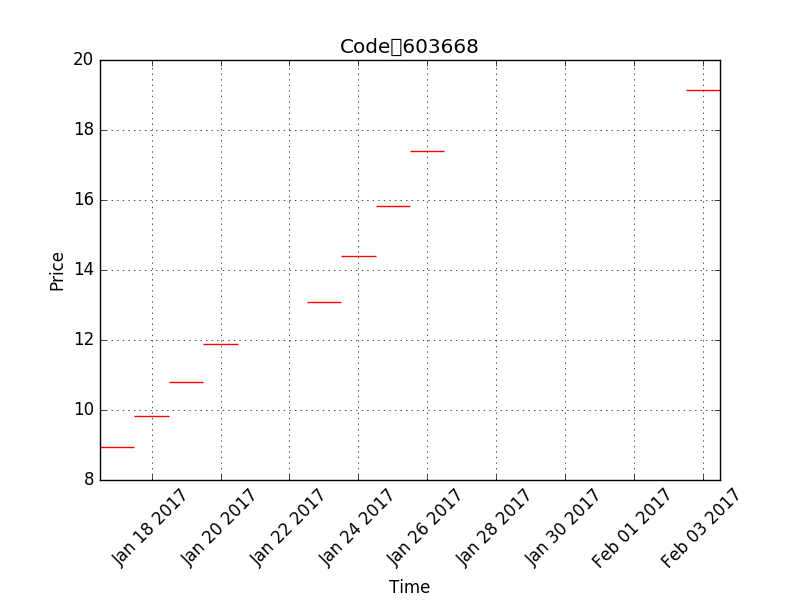 Code▯603668
20
18
16
14
12
10
8
Price
Jan 18 2017
Jan 20 2017
Jan 22 2017
Jan 24 2017
Jan 26 2017
Jan 28 2017
Jan 30 2017
Feb 01 2017
Feb 03 2017
Time